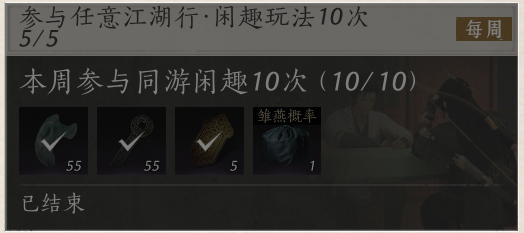 参与任意江湖行·闲趣玩法10次
5/5
每周
本周参与同游闲趣10次（10/10）
雏燕概率
55
55
5
1
已结束